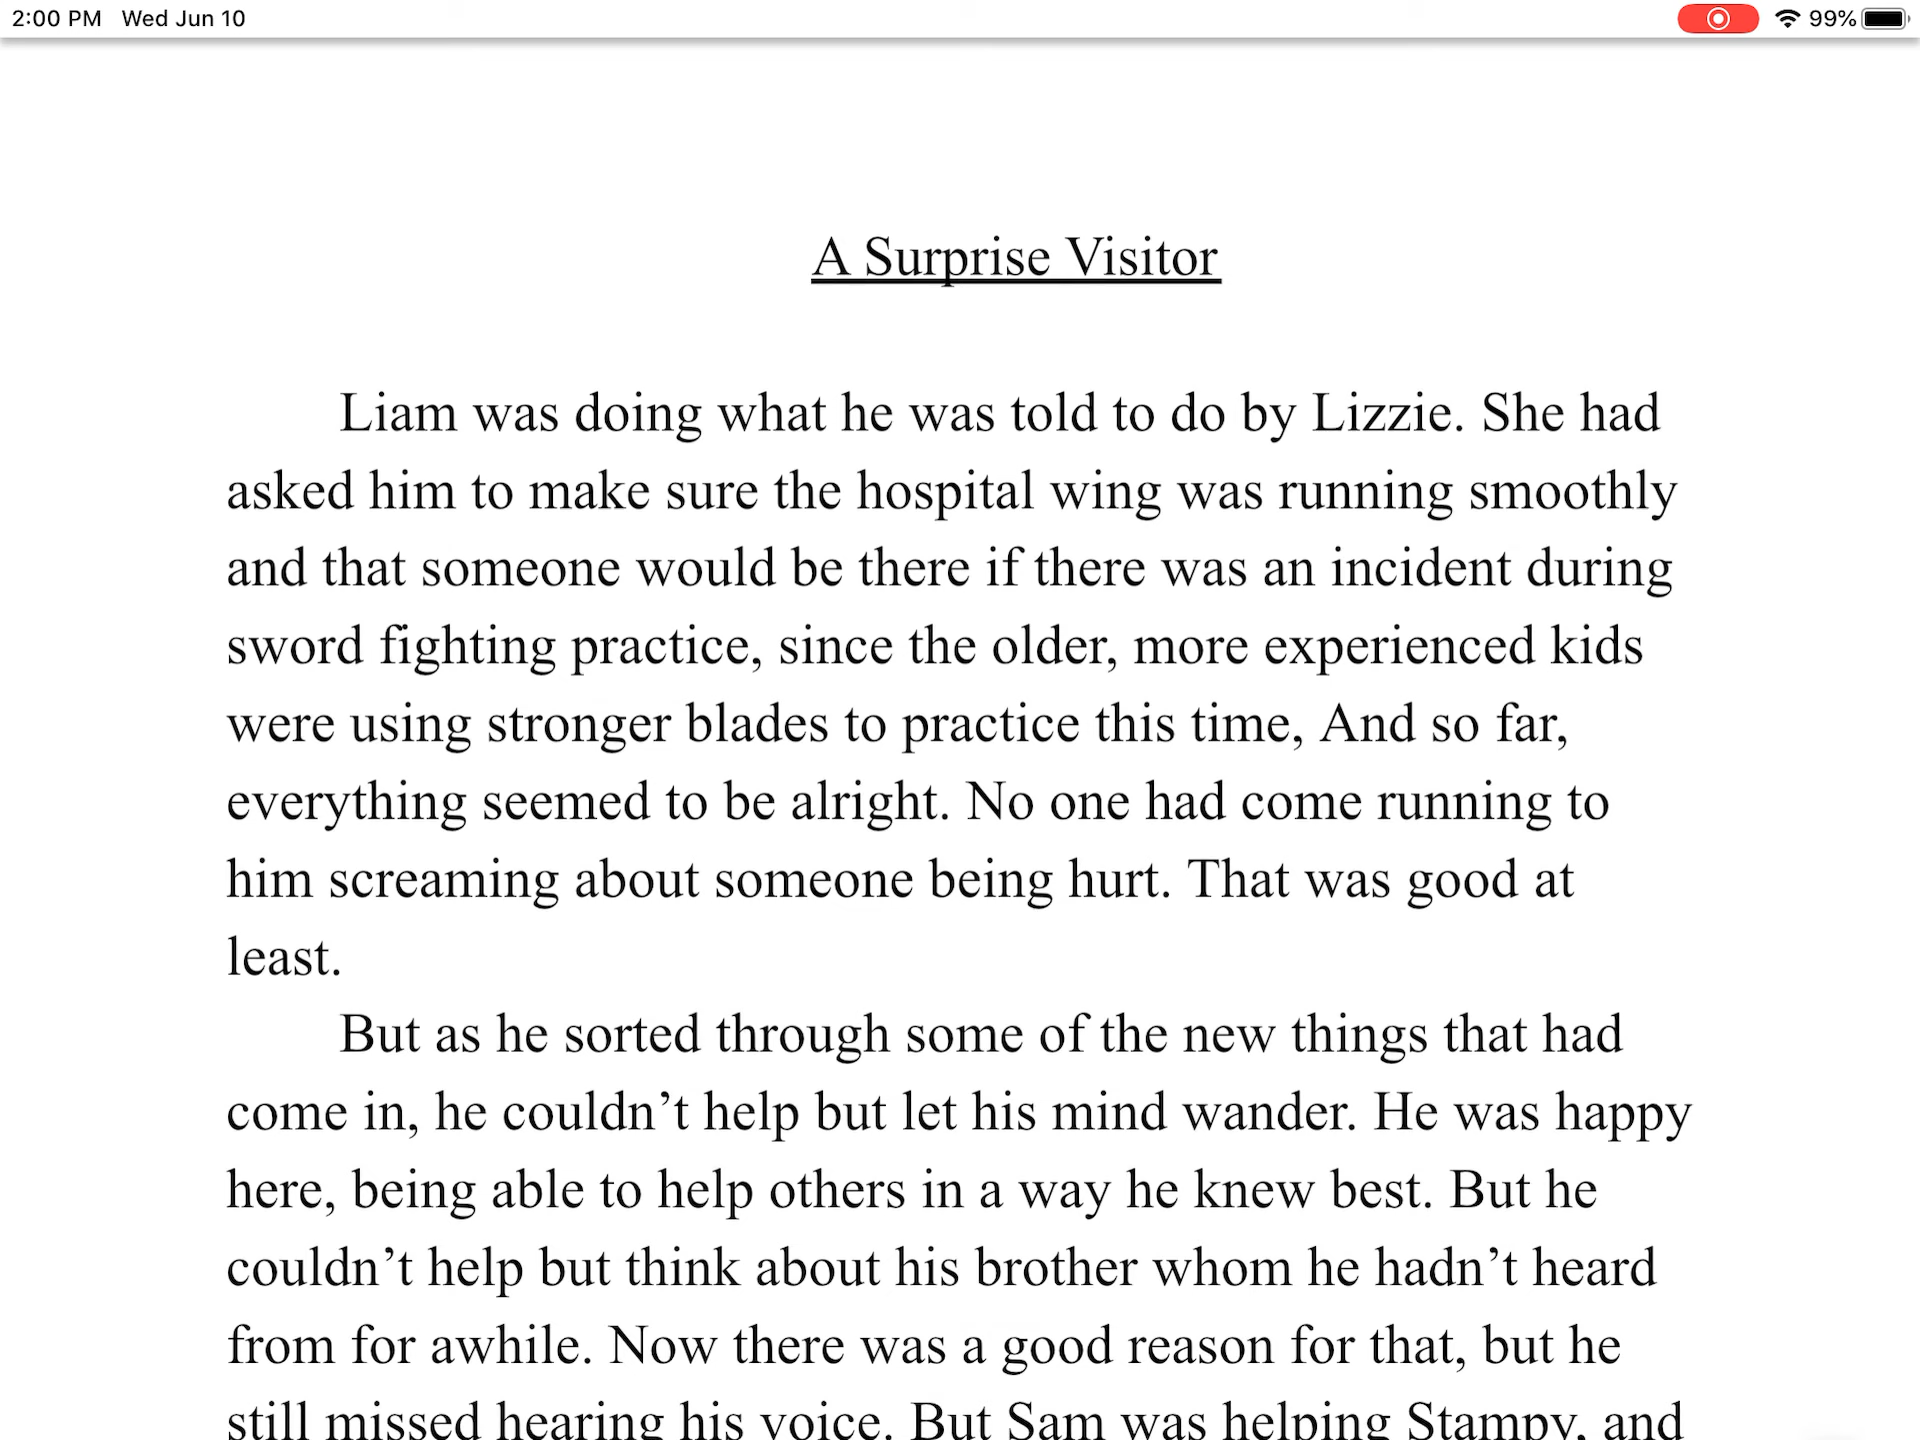 2:00 PM Wed Jun 10 99%
A Surprise Visitor
Liam was doing what he was told to do by Lizzie. She had
asked him to make sure the hospital wing was running smoothly
and that someone would be there if there was an incident during
sword fighting practice, since the older, more experienced kids
were using stronger blades to practice this time, And so far,
everything seemed to be alright. No one had come running to
him screaming about someone being hurt. That was good at
least.
But as he sorted through some of the new things that had
come in, he couldn’t help but let his mind wander. He was happy
here, being able to help others in a way he knew best. But he
couldn’t help but think about his brother whom he hadn’t heard
from for awhile. Now there was a good reason for that, but he
still missed hearing his voice. But Sam was helping Stampy, and